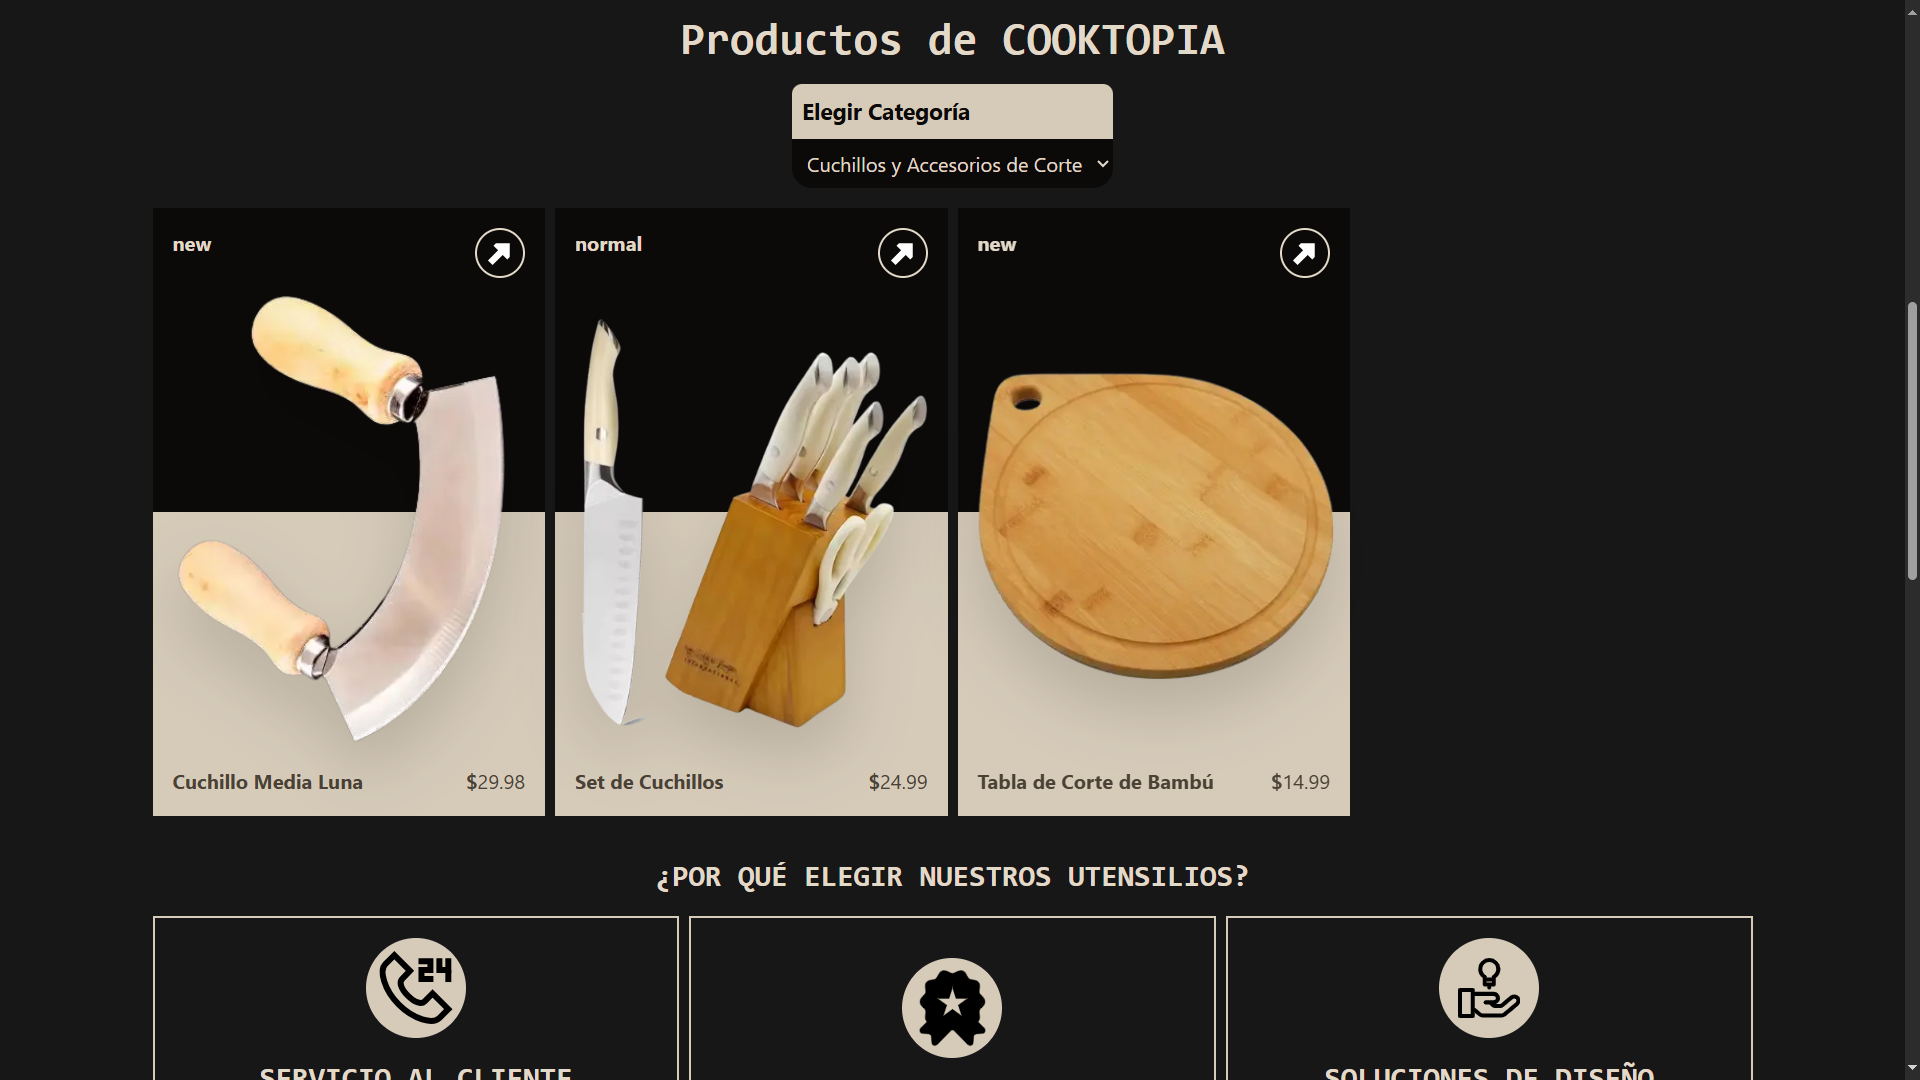 Productos de COOKTOPIA
Elegir Categoría
Cuchillos y Accesorios de Corte
new
normal
new
Cuchillo Media Luna $29.98
Set de Cuchillos $24.99
Tabla de Corte de Bambú $14.99
¿POR QUÉ ELEGIR NUESTROS UTENSILIOS?
24
SERVICIO AL CLIENTE
SOLUCIONES DE DISEÑO